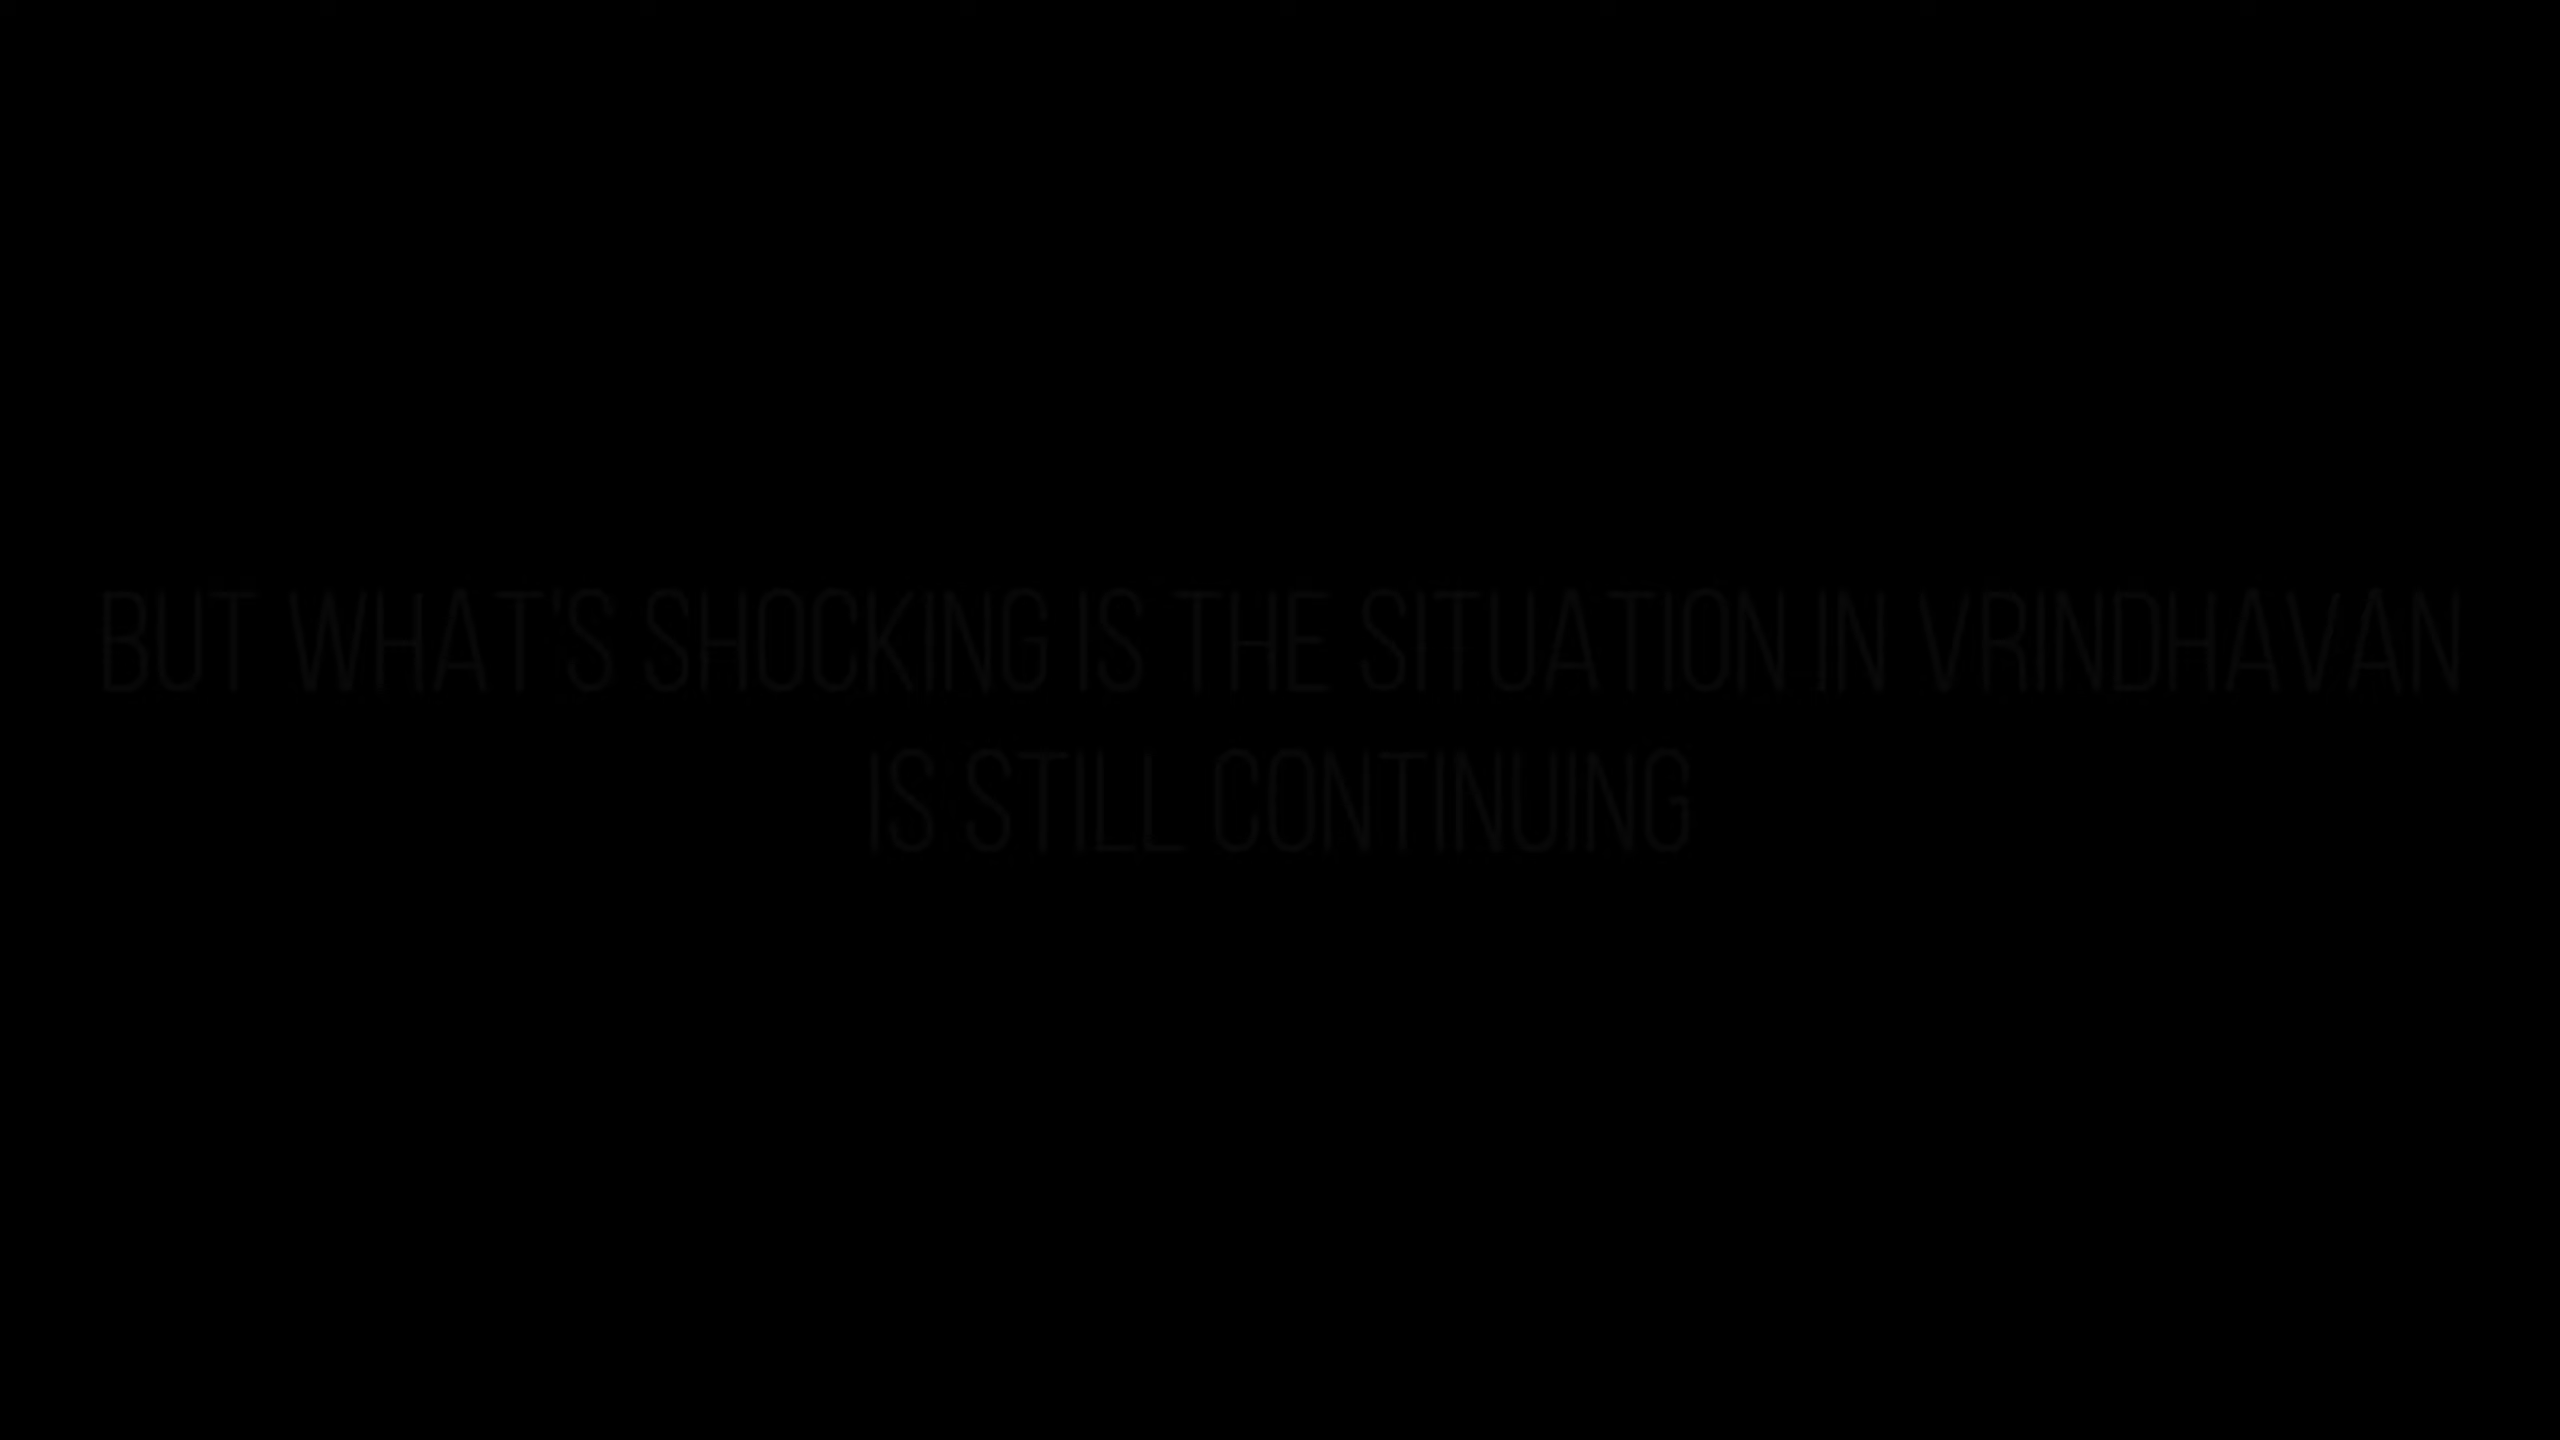 BUT WHAT'S SHOCKING IS THE SITUATION IN VRINDHAVAN
IS STILL CONTINUING